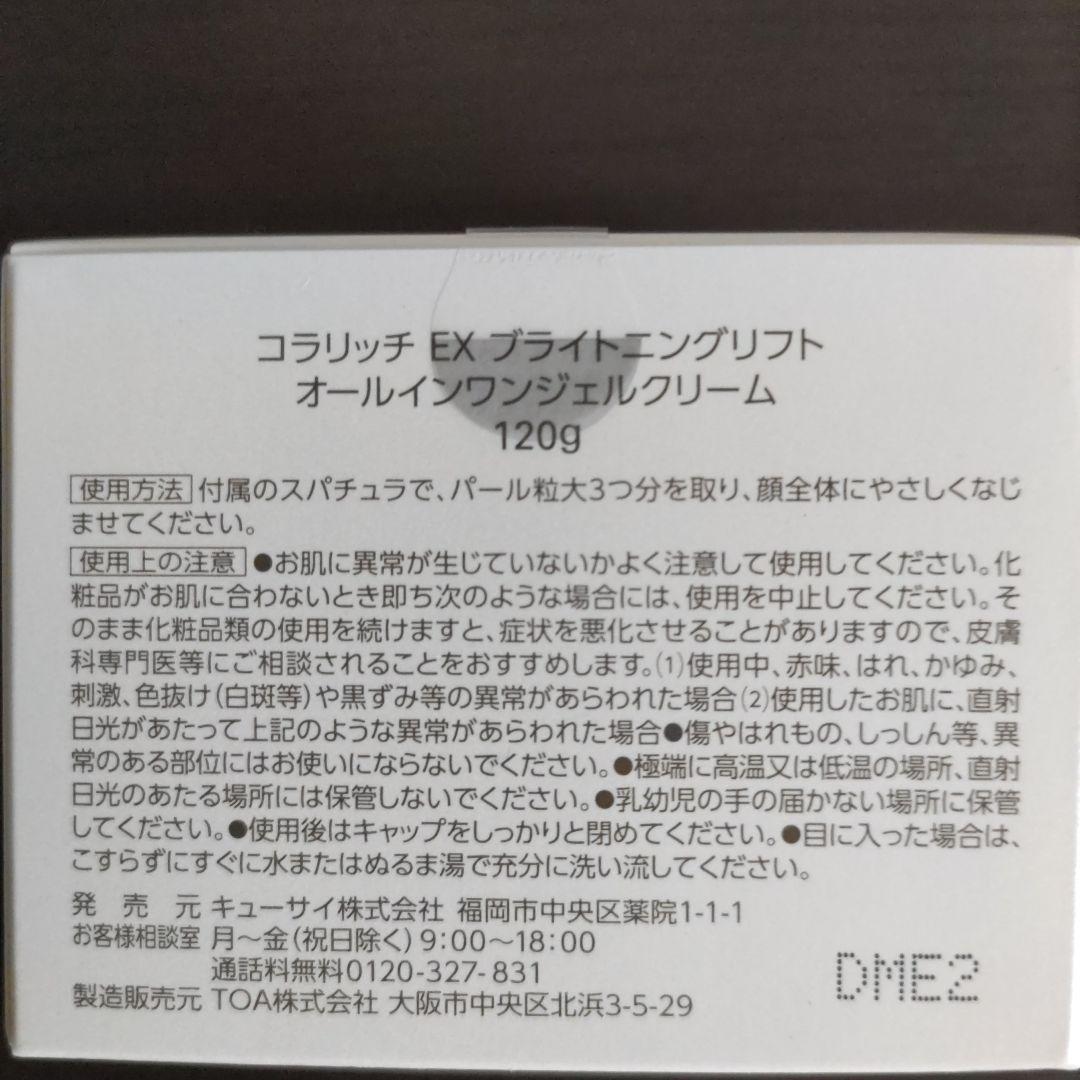 コラリッチ EX ブライトニングリフト
オールインワンジェルクリーム
120g
使用方法 付属のスパチュラで、パール粒大3つ分を取り、顔全体にやさしくなじ
ませてください。
使用上の注意 ●お肌に異常が生じていないかよく注意して使用してください。化
粧品がお肌に合わないとき即ち次のような場合には、使用を中止してください。そ
のまま化粧品類の使用を続けますと、症状を悪化させることがありますので、皮膚
科専門医等にご相談されることをおすすめします。(1)使用中、赤味、はれ、かゆみ、
刺激、色抜け(白斑等)や黒ずみ等の異常があらわれた場合(2)使用したお肌に、直射
日光があたって上記のような異常があらわれた場合●傷やはれもの、しっしん等、異
常のある部位にはお使いにならないでください。●極端に高温又は低温の場所、直射
日光のあたる場所には保管しないでください。●乳幼児の手の届かない場所に保管
してください。●使用後はキャップをしっかりと閉めてください。●目に入った場合は、
こすらずにすぐに水またはぬるま湯で充分に洗い流してください。
発売元 キューサイ株式会社 福岡市中央区薬院1-1-1
お客様相談室 月～金(祝日除く)9:00～18:00
通話料無料0120-327-831
製造販売元 TOA株式会社 大阪市中央区北浜3-5-29
DME2